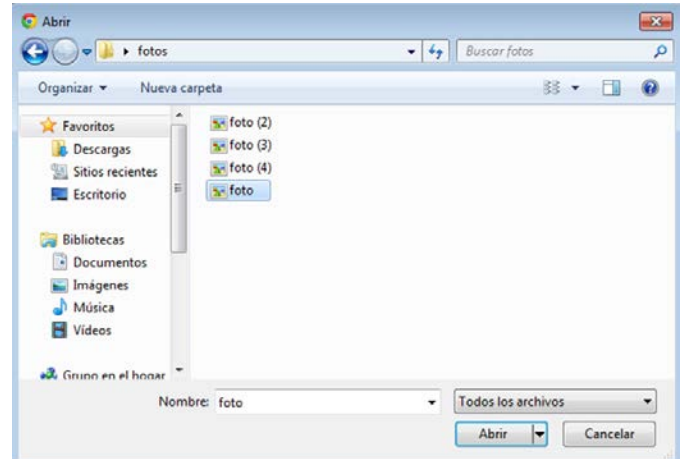 Abrir
fotos
Buscar fotos
Organizar
Nueva carpeta
Favoritos
Descargas
Sitios recientes
Escritorio
Bibliotecas
Documentos
Imágenes
Música
Vídeos
Grupo en el hogar
foto (2)
foto (3)
foto (4)
foto
Nombre: foto
Todos los archivos
Abrir
Cancelar